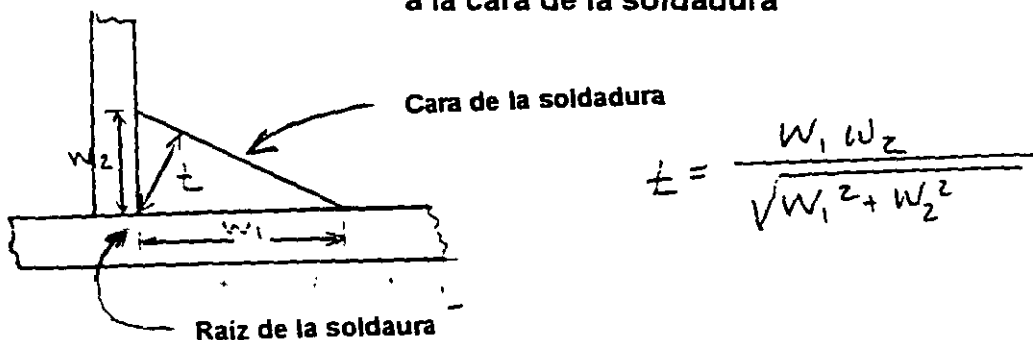 a la cara de la soldadura
Cara de la soldadura
W2
t
W1
t = W1 W2 / √W1² + W2²
Raiz de la soldaura